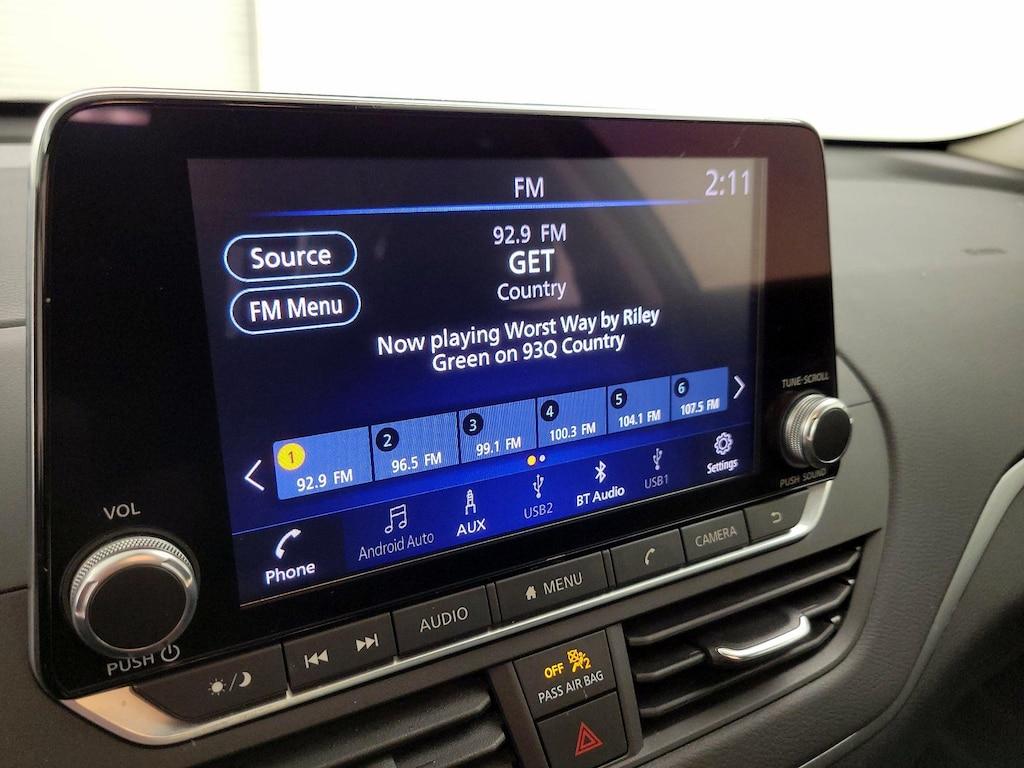 FM
2:11
Source
FM Menu
92.9 FM
GET
Country
Now playing Worst Way by Riley
Green on 93Q Country
1
92.9 FM
2
96.5 FM
3
99.1 FM
4
100.3 FM
5
104.1 FM
6
107.5 FM
Phone
Android Auto
AUX
USB2
BT Audio
USB1
Settings
VOL
PUSH
TUNE·SCROLL
PUSH SOUND
AUDIO
MENU
CAMERA
OFF 2
PASS AIR BAG